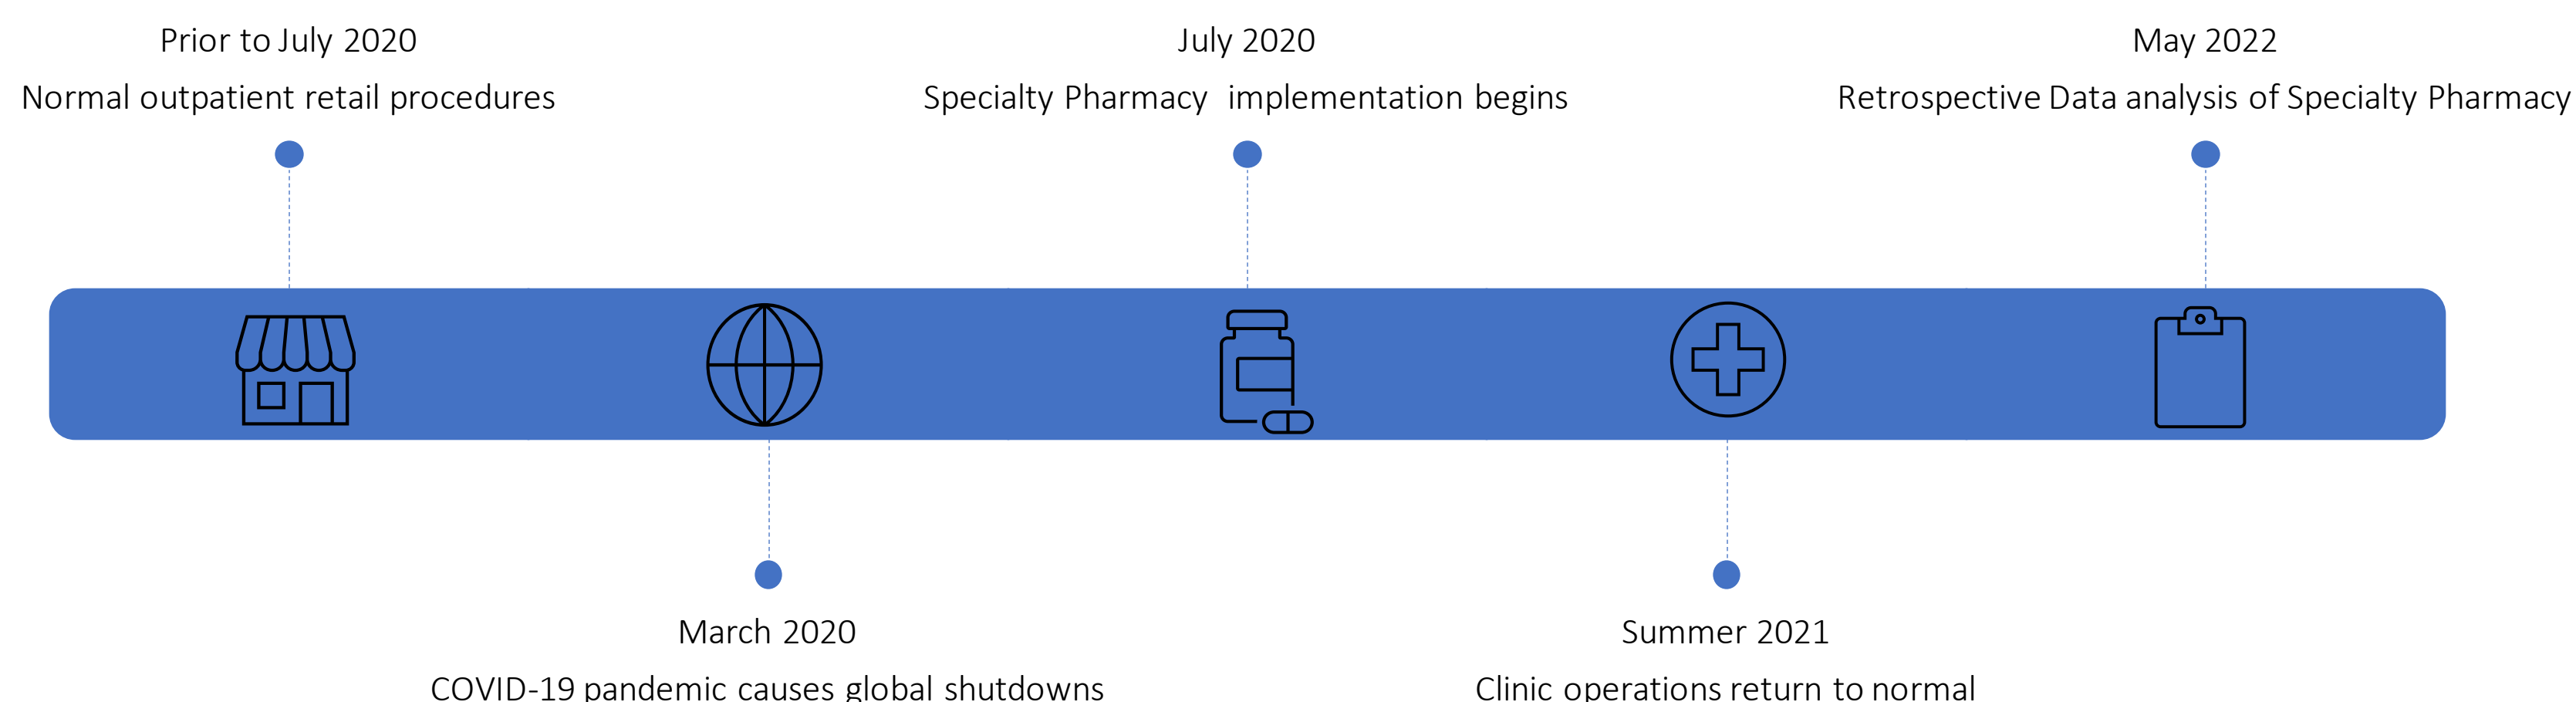 Prior to July 2020
Normal outpatient retail procedures
March 2020
COVID-19 pandemic causes global shutdowns
July 2020
Specialty Pharmacy  implementation begins
Summer 2021
Clinic operations return to normal
May 2022
Retrospective Data analysis of Specialty Pharmacy